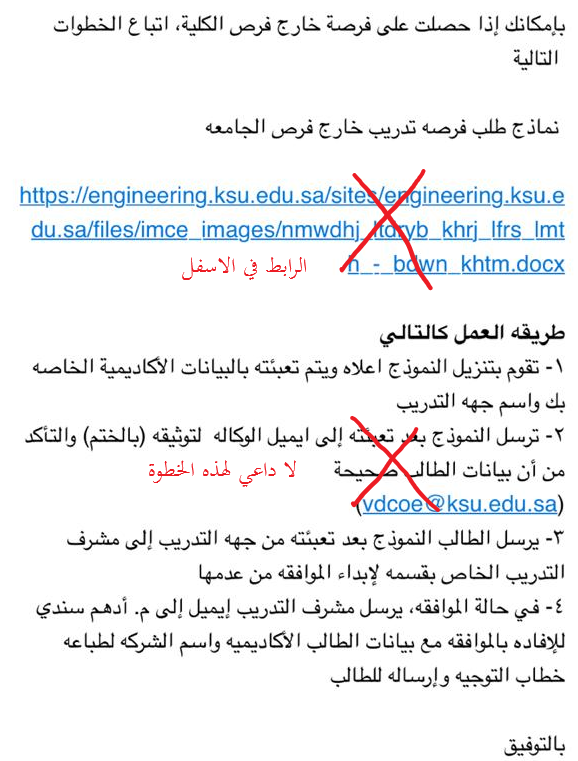 بإمكانك إذا حصلت على فرصة خارج فرص الكلية، اتباع الخطوات
التالية
نماذج طلب فرصه تدريب خارج فرص الجامعه
https://engineering.ksu.edu.sa/sites/engineering.ksu.e
du.sa/files/imce_images/nmwdhj_ltdryb_khrj_lfrs_lmt
h_-_bdwn_khtm.docx
الرابط في الاسفل
طريقه العمل كالتالي
١- تقوم بتنزيل النموذج اعلاه ويتم تعبئته بالبيانات الأكاديمية الخاصه
بك واسم جهه التدريب
٢- ترسل النموذج بعد تعبئته إلى ايميل الوكاله لتوثيقه (بالختم) والتأكد
من أن بيانات الطالب صحيحة
لا داعي لهذه الخطوة
(vdcoe@ksu.edu.sa)
٣- يرسل الطالب النموذج بعد تعبئته من جهه التدريب إلى مشرف
التدريب الخاص بقسمه لإبداء الموافقه من عدمها
٤- في حالة الموافقه، يرسل مشرف التدريب إيميل إلى م. أدهم سندي
للإفاده بالموافقه مع بيانات الطالب الأكاديميه واسم الشركه لطباعه
خطاب التوجيه وإرساله للطالب
بالتوفيق